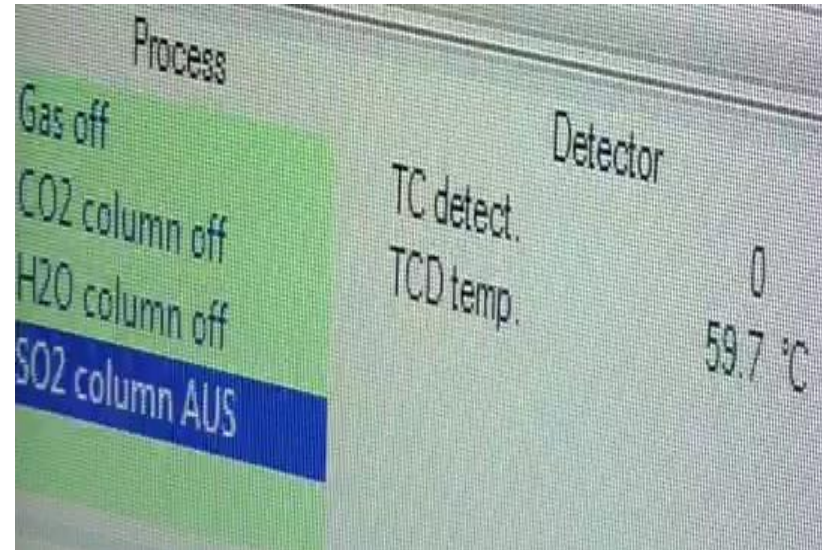 Process
Gas off
CO2 column off
H2O column off
SO2 column AUS
Detector
TC detect. 0
TCD temp. 59.7 °C